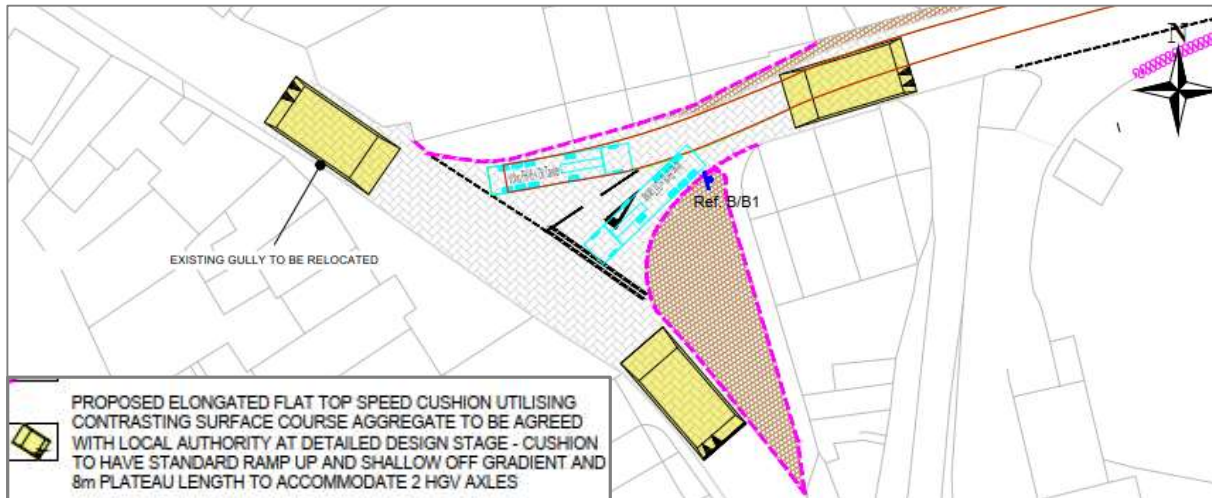 N
Ref. B/B1
EXISTING GULLY TO BE RELOCATED
PROPOSED ELONGATED FLAT TOP SPEED CUSHION UTILISING
CONTRASTING SURFACE COURSE AGGREGATE TO BE AGREED
WITH LOCAL AUTHORITY AT DETAILED DESIGN STAGE - CUSHION
TO HAVE STANDARD RAMP UP AND SHALLOW OFF GRADIENT AND
8m PLATEAU LENGTH TO ACCOMMODATE 2 HGV AXLES